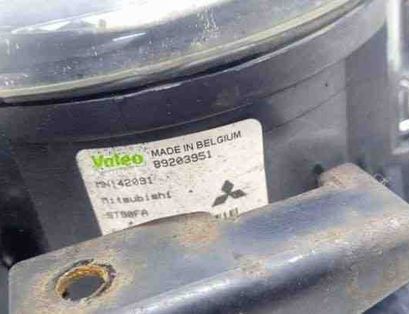 Valeo MADE IN BELGIUM
89203951
MN142091
Mitsubishi
ST90FA